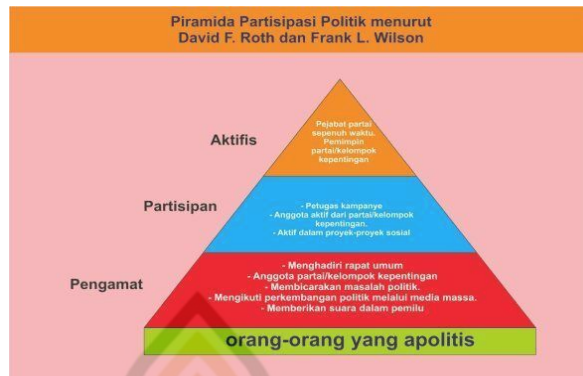 Piramida Partisipasi Politik menurut
David F. Roth dan Frank L. Wilson
Aktifis
Pejabat partai
sepenuh waktu.
Pemimpin
partai/kelompok
kepentingan
Partisipan
- Petugas kampanye
- Anggota aktif dari partai/kelompok
kepentingan.
- Aktif dalam proyek-proyek sosial
Pengamat
- Menghadiri rapat umum
- Anggota partai/kelompok kepentingan
- Membicarakan masalah politik.
- Mengikuti perkembangan politik melalui media massa.
- Memberikan suara dalam pemilu
orang-orang yang apolitis